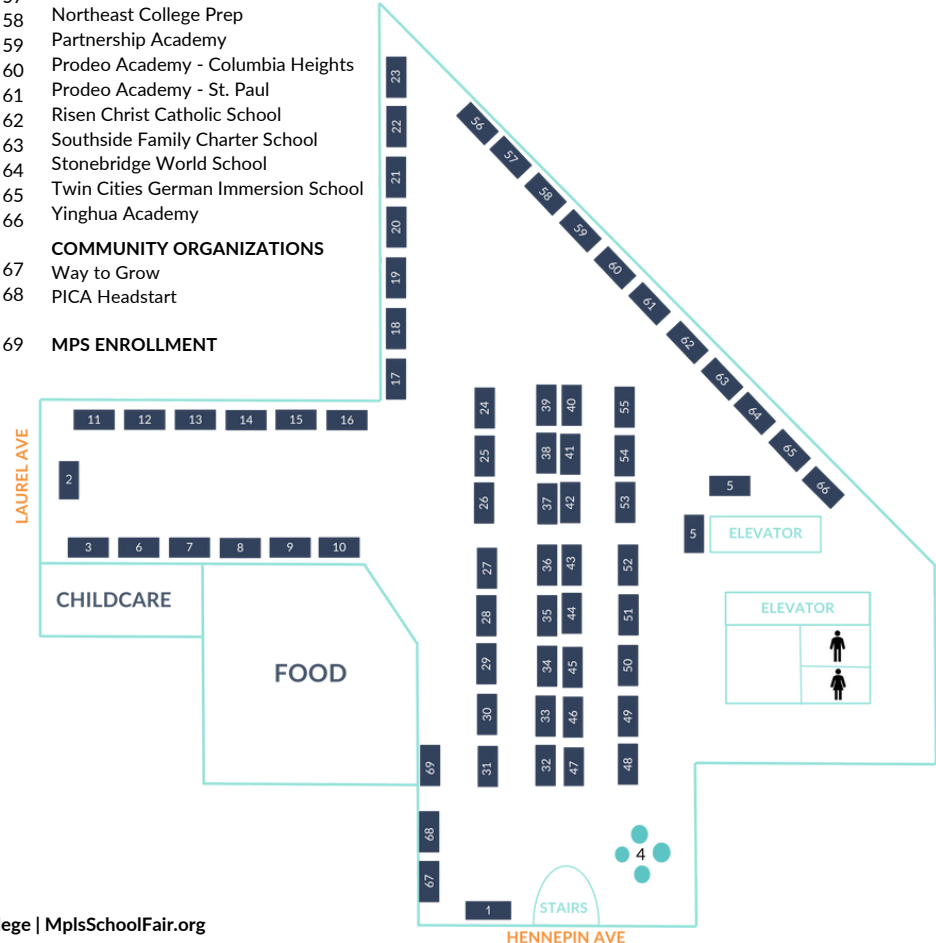 58 Northeast College Prep
59 Partnership Academy
60 Prodeo Academy - Columbia Heights
61 Prodeo Academy - St. Paul
62 Risen Christ Catholic School
63 Southside Family Charter School
64 Stonebridge World School
65 Twin Cities German Immersion School
66 Yinghua Academy
COMMUNITY ORGANIZATIONS
67 Way to Grow
68 PICA Headstart
69 MPS ENROLLMENT
23
22
21
20
19
18
17
56
57
58
59
60
61
62
63
64
65
66
LAUREL AVE
11 12 13 14 15 16
2
3 6 7 8 9 10
CHILDCARE
FOOD
24 39 40 55
25 38 41 54
26 37 42 53
27 36 43 52
28 35 44 51
29 34 45 50
30 33 46 49
31 32 47 48
5
5
ELEVATOR
ELEVATOR
69
68
67
4
1
STAIRS
HENNEPIN AVE
lege | MplsSchoolFair.org